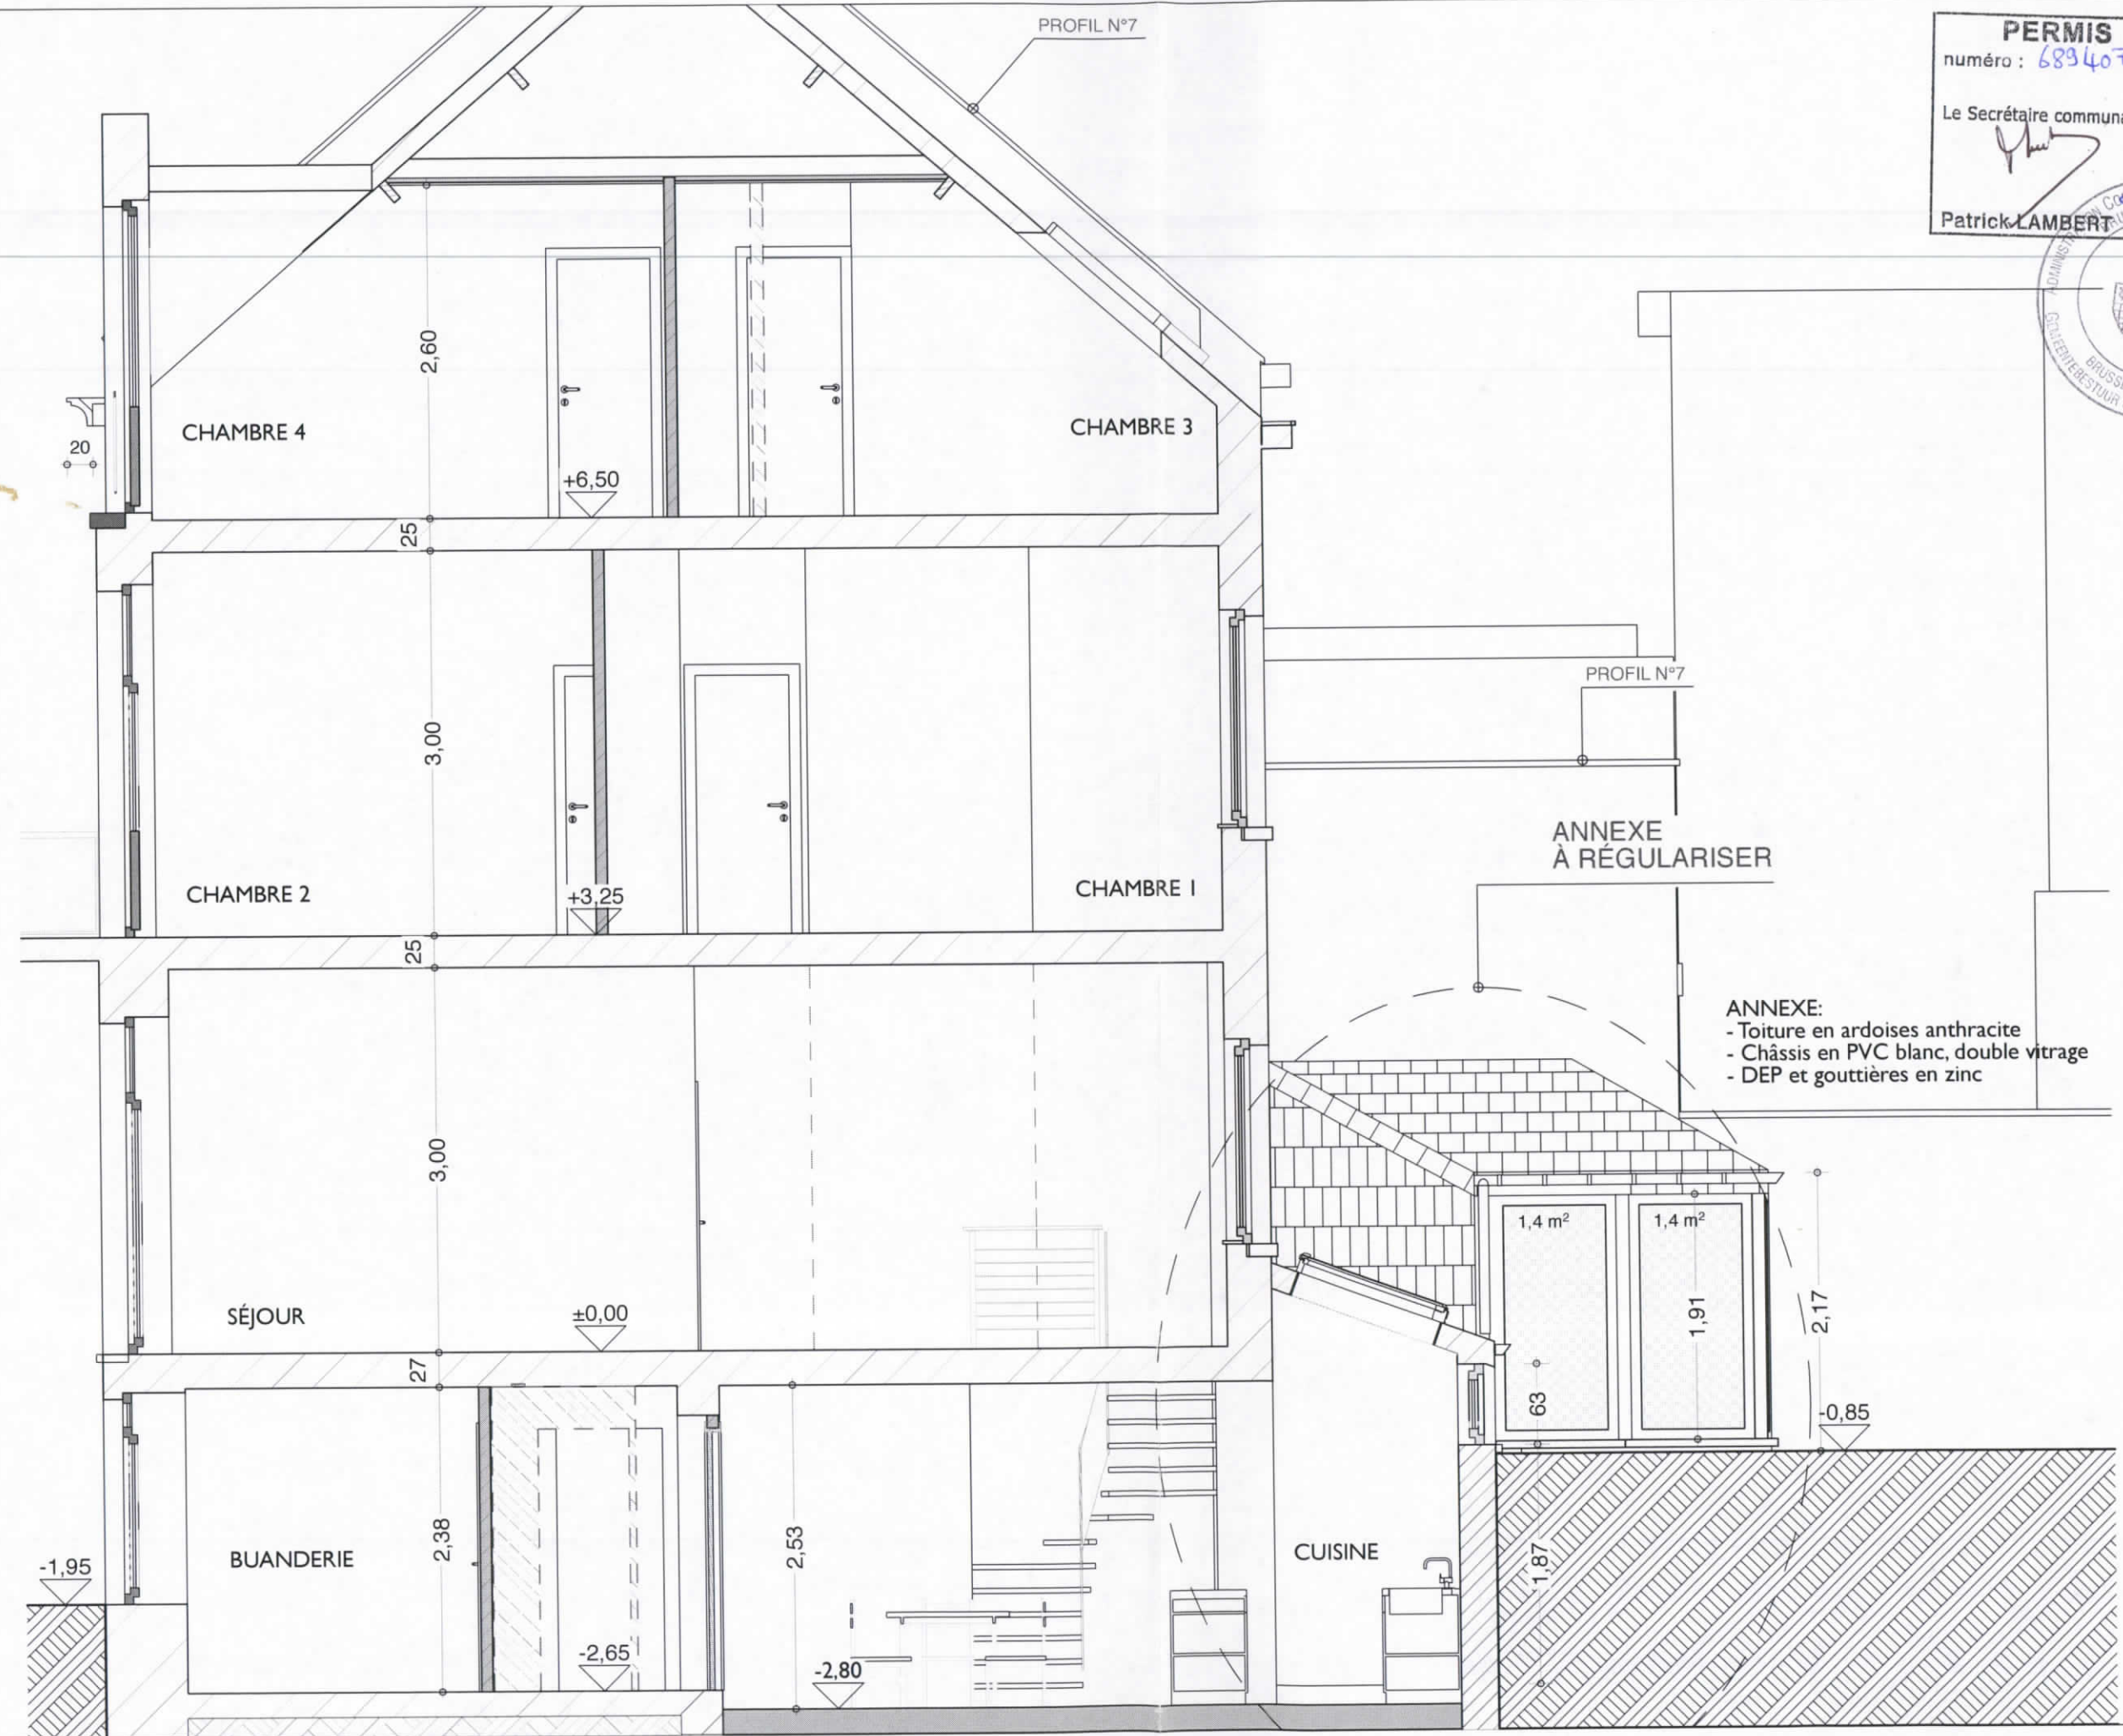 PROFIL N°7
PERMIS
numéro : 689407
Le Secrétaire communa
Patrick LAMBERT
2,60
CHAMBRE 4
CHAMBRE 3
20
+6,50
25
PROFIL N°7
3,00
ANNEXE
À RÉGULARISER
CHAMBRE 2
+3,25
CHAMBRE 1
25
ANNEXE:
- Toiture en ardoises anthracite
- Châssis en PVC blanc, double vitrage
- DEP et gouttières en zinc
3,00
1,4 m²
1,4 m²
SÉJOUR
±0,00
1,91
2,17
27
63
-0,85
2,38
2,53
BUANDERIE
CUISINE
1,87
-1,95
-2,65
-2,80